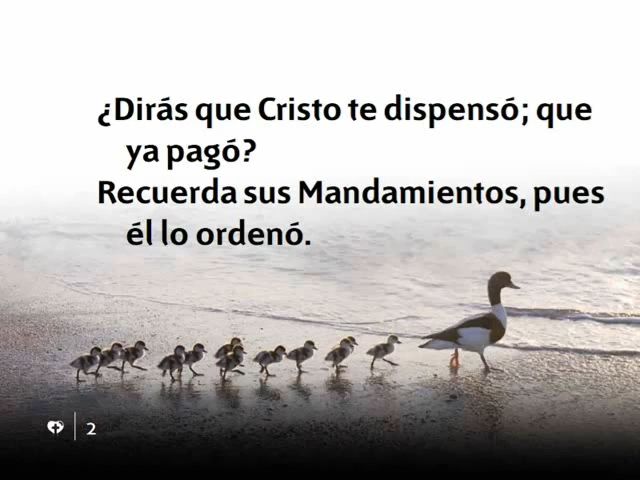 ¿Dirás que Cristo te dispensó; que
ya pagó?
Recuerda sus Mandamientos, pues
él lo ordenó.
2